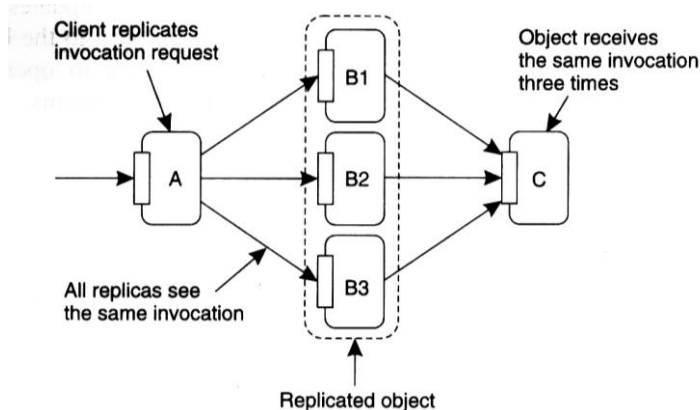 Client replicates
invocation request
Object receives
the same invocation
three times
B1
A
B2
C
B3
All replicas see
the same invocation
Replicated object